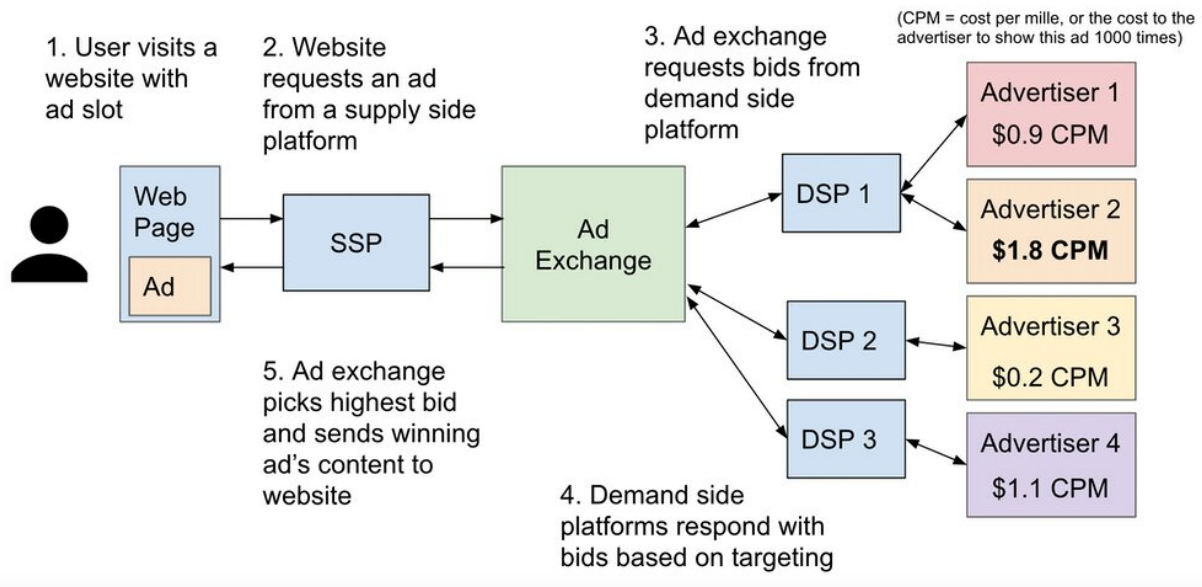 (CPM = cost per mille, or the cost to the
advertiser to show this ad 1000 times)
1. User visits a
website with
ad slot
2. Website
requests an ad
from a supply side
platform
3. Ad exchange
requests bids from
demand side
platform
Web
Page
Ad
SSP
Ad
Exchange
DSP 1
DSP 2
DSP 3
Advertiser 1
$0.9 CPM
Advertiser 2
$1.8 CPM
Advertiser 3
$0.2 CPM
Advertiser 4
$1.1 CPM
5. Ad exchange
picks highest bid
and sends winning
ad's content to
website
4. Demand side
platforms respond with
bids based on targeting